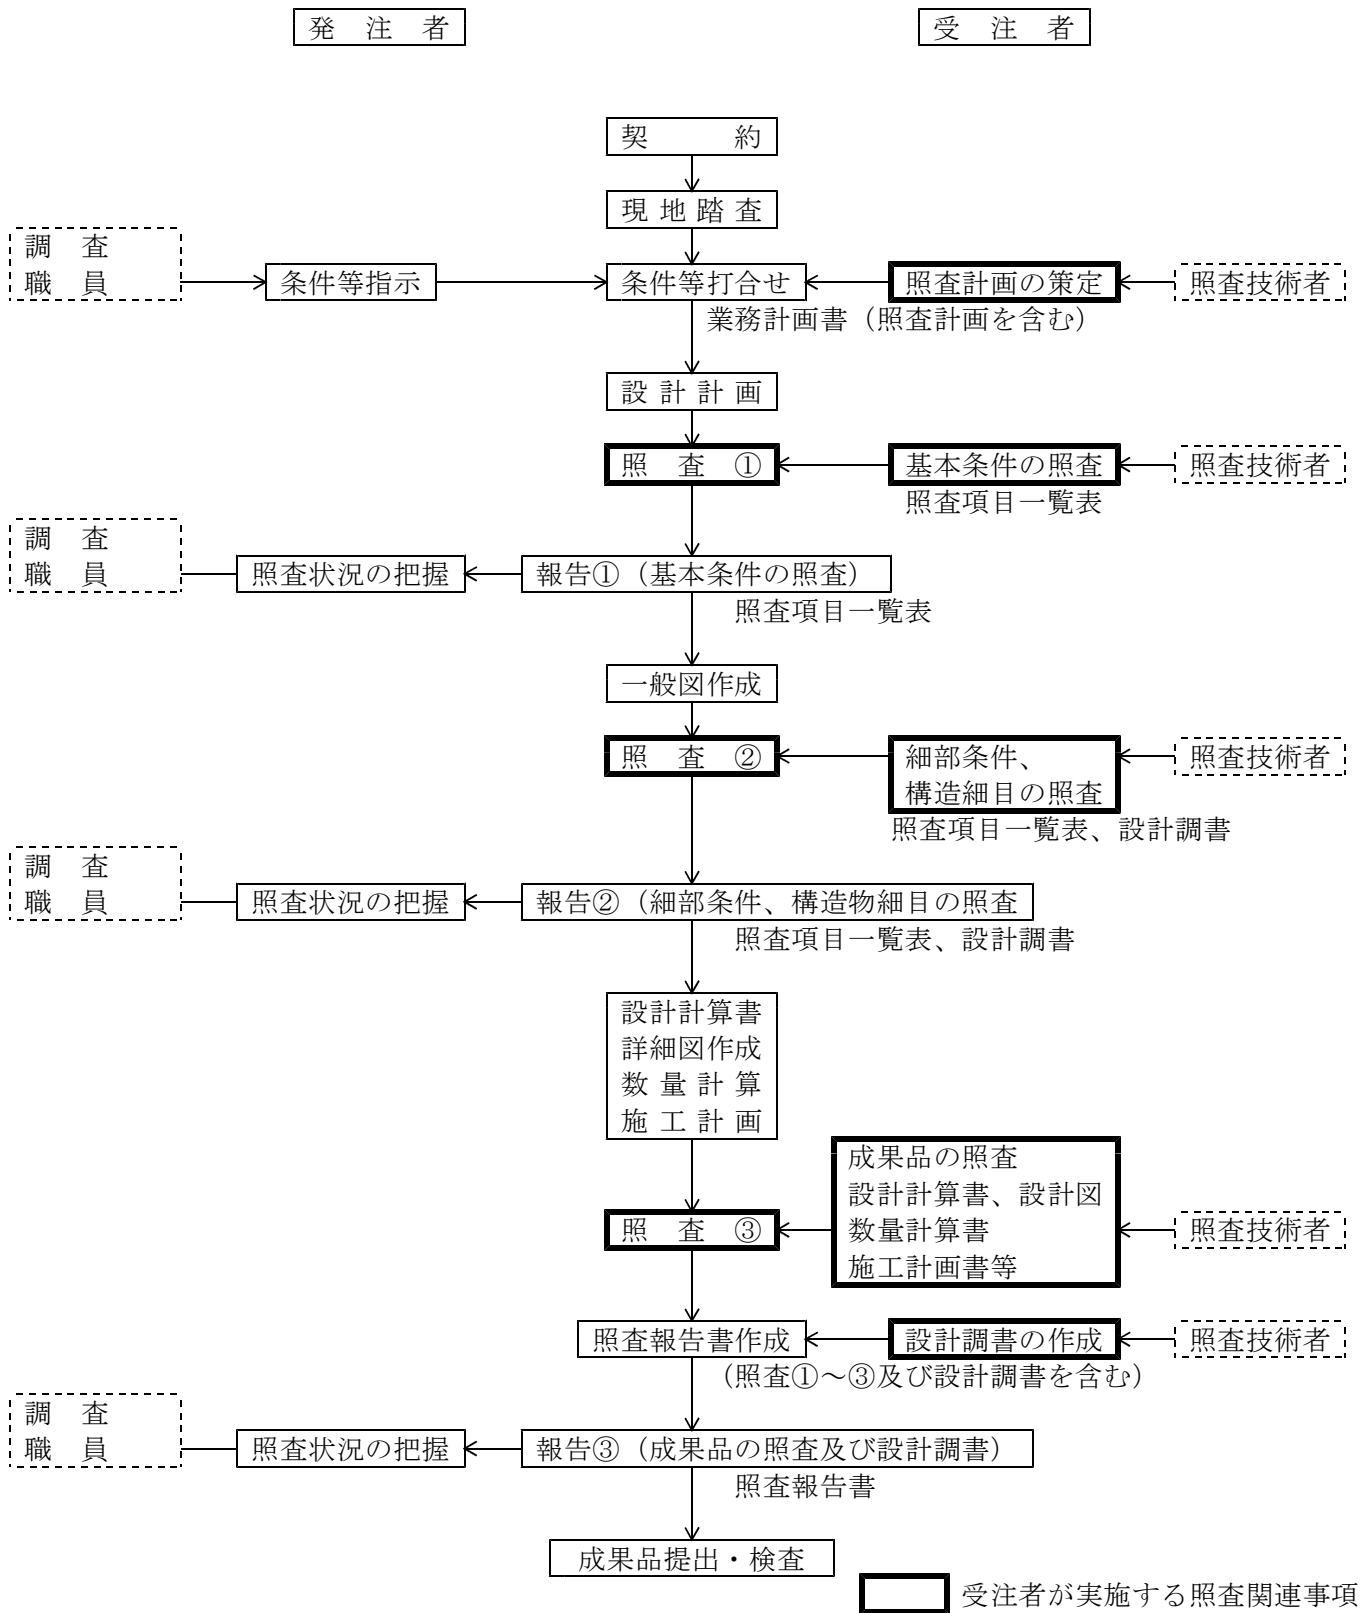 発　注　者
受　注　者
契　　　約
現 地 踏 査
調　査
職　員
条件等指示
条件等打合せ
照査計画の策定
照査技術者
業務計画書（照査計画を含む）
設 計 計 画
照　査　①
基本条件の照査
照査技術者
照査項目一覧表
調　査
職　員
照査状況の把握
報告①（基本条件の照査）
照査項目一覧表
一般図作成
照　査　②
細部条件、
構造細目の照査
照査技術者
照査項目一覧表、設計調書
調　査
職　員
照査状況の把握
報告②（細部条件、構造物細目の照査
照査項目一覧表、設計調書
設計計算書
詳細図作成
数 量 計 算
施 工 計 画
照　査　③
成果品の照査
設計計算書、設計図
数量計算書
施工計画書等
照査技術者
照査報告書作成
設計調書の作成
照査技術者
（照査①～③及び設計調書を含む）
調　査
職　員
照査状況の把握
報告③（成果品の照査及び設計調書）
照査報告書
成果品提出・検査
受注者が実施する照査関連事項